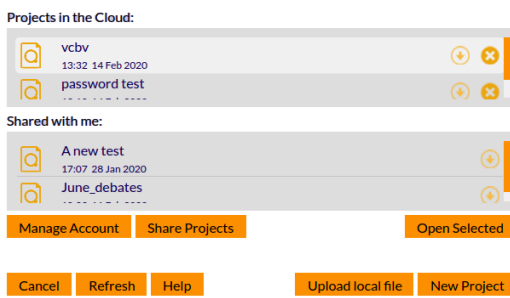 Projects in the Cloud:
vcbv
13:32 14 Feb 2020
password test
Shared with me:
A new test
17:07 28 Jan 2020
June_debates
Manage Account Share Projects Open Selected
Cancel Refresh Help Upload local file New Project